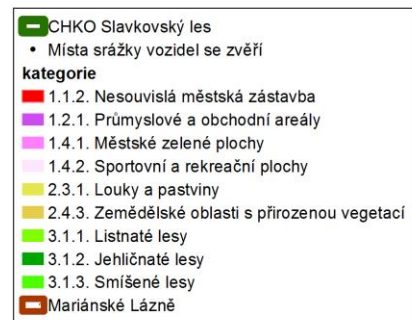 CHKO Slavkovský les
• Místa srážky vozidel se zvěří
kategorie
1.1.2. Nesouvislá městská zástavba
1.2.1. Průmyslové a obchodní areály
1.4.1. Městské zelené plochy
1.4.2. Sportovní a rekreační plochy
2.3.1. Louky a pastviny
2.4.3. Zemědělské oblasti s přirozenou vegetací
3.1.1. Listnaté lesy
3.1.2. Jehličnaté lesy
3.1.3. Smíšené lesy
Mariánské Lázně